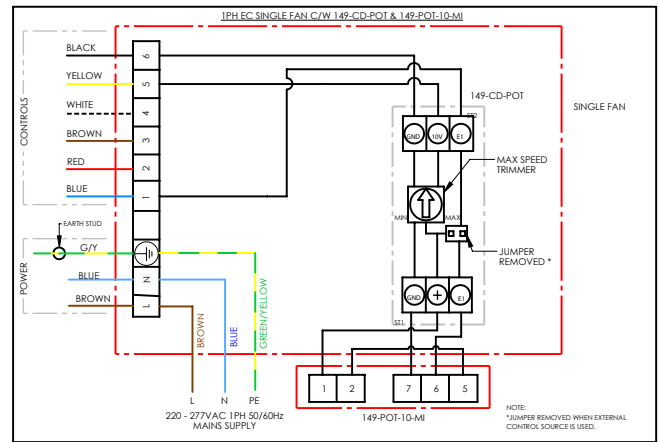 1PH EC SINGLE FAN C/W 149-CD-POT & 149-POT-10-MI
CONTROLS
BLACK
YELLOW
WHITE
BROWN
RED
BLUE
6
5
4
3
2
1
EARTH STUD
G/Y
POWER
BLUE
BROWN
N
L
BROWN
BLUE
GREEN/YELLOW
L N PE
220 - 277VAC 1PH 50/60Hz
MAINS SUPPLY
SINGLE FAN
149-CD-POT
ST2
GND 10V E1
MAX SPEED
TRIMMER
MIN MAX
JUMPER
REMOVED *
GND + E1
ST1
1 2 7 6 5
149-POT-10-MI
NOTE:
*JUMPER REMOVED WHEN EXTERNAL
CONTROL SOURCE IS USED.